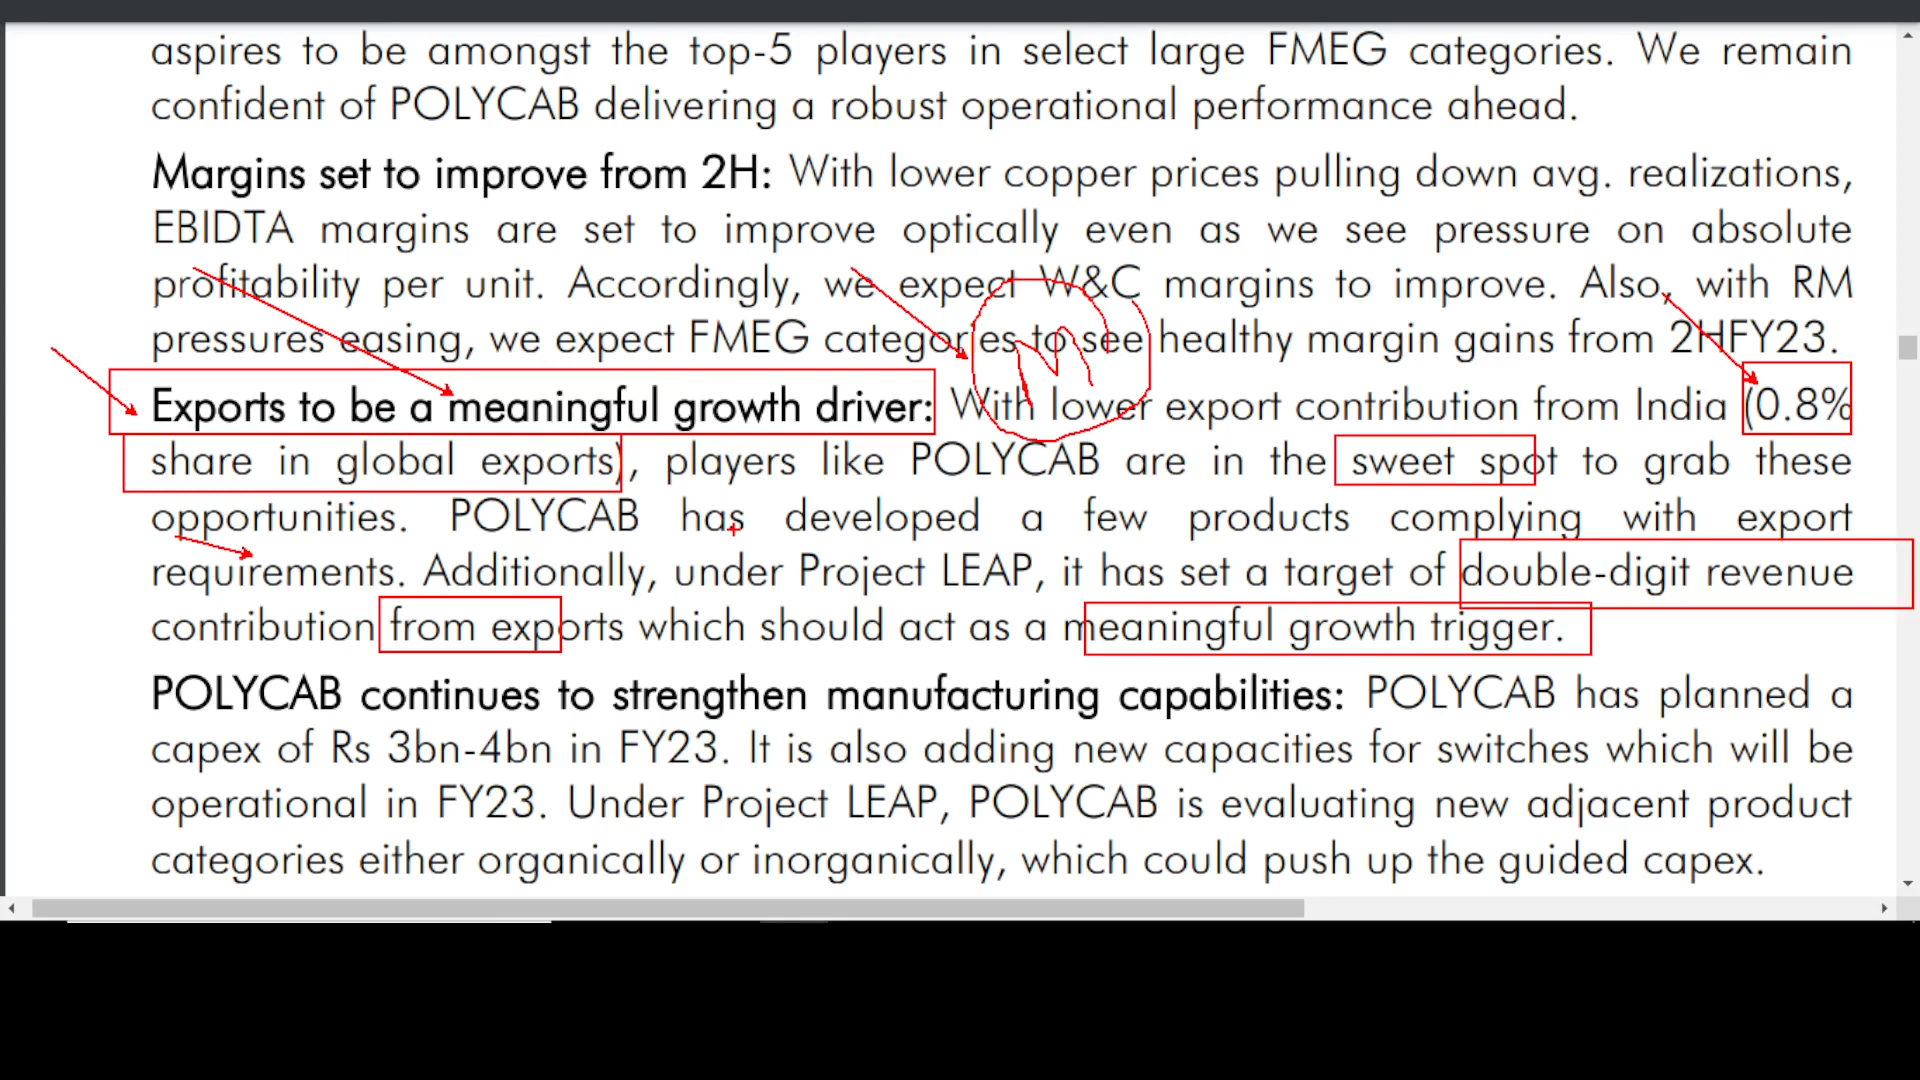 aspires to be amongst the top-5 players in select large FMEG categories. We remain
confident of POLYCAB delivering a robust operational performance ahead.
Margins set to improve from 2H: With lower copper prices pulling down avg. realizations,
EBIDTA margins are set to improve optically even as we see pressure on absolute
profitability per unit. Accordingly, we expect W&C margins to improve. Also, with RM
pressures easing, we expect FMEG categories to see healthy margin gains from 2HFY23.
Exports to be a meaningful growth driver: With lower export contribution from India (0.8%
share in global exports), players like POLYCAB are in the sweet spot to grab these
opportunities. POLYCAB has developed a few products complying with export
requirements. Additionally, under Project LEAP, it has set a target of double-digit revenue
contribution from exports which should act as a meaningful growth trigger.
POLYCAB continues to strengthen manufacturing capabilities: POLYCAB has planned a
capex of Rs 3bn-4bn in FY23. It is also adding new capacities for switches which will be
operational in FY23. Under Project LEAP, POLYCAB is evaluating new adjacent product
categories either organically or inorganically, which could push up the guided capex.